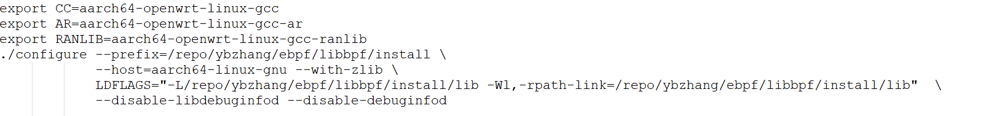 export CC=aarch64-openwrt-linux-gcc
export AR=aarch64-openwrt-linux-gcc-ar
export RANLIB=aarch64-openwrt-linux-gcc-ranlib
./configure --prefix=/repo/ybzhang/ebpf/libbpf/install \
--host=aarch64-linux-gnu --with-zlib \
LDFLAGS="-L/repo/ybzhang/ebpf/libbpf/install/lib -Wl,-rpath-link=/repo/ybzhang/ebpf/libbpf/install/lib"  \
--disable-libdebuginfod --disable-debuginfod